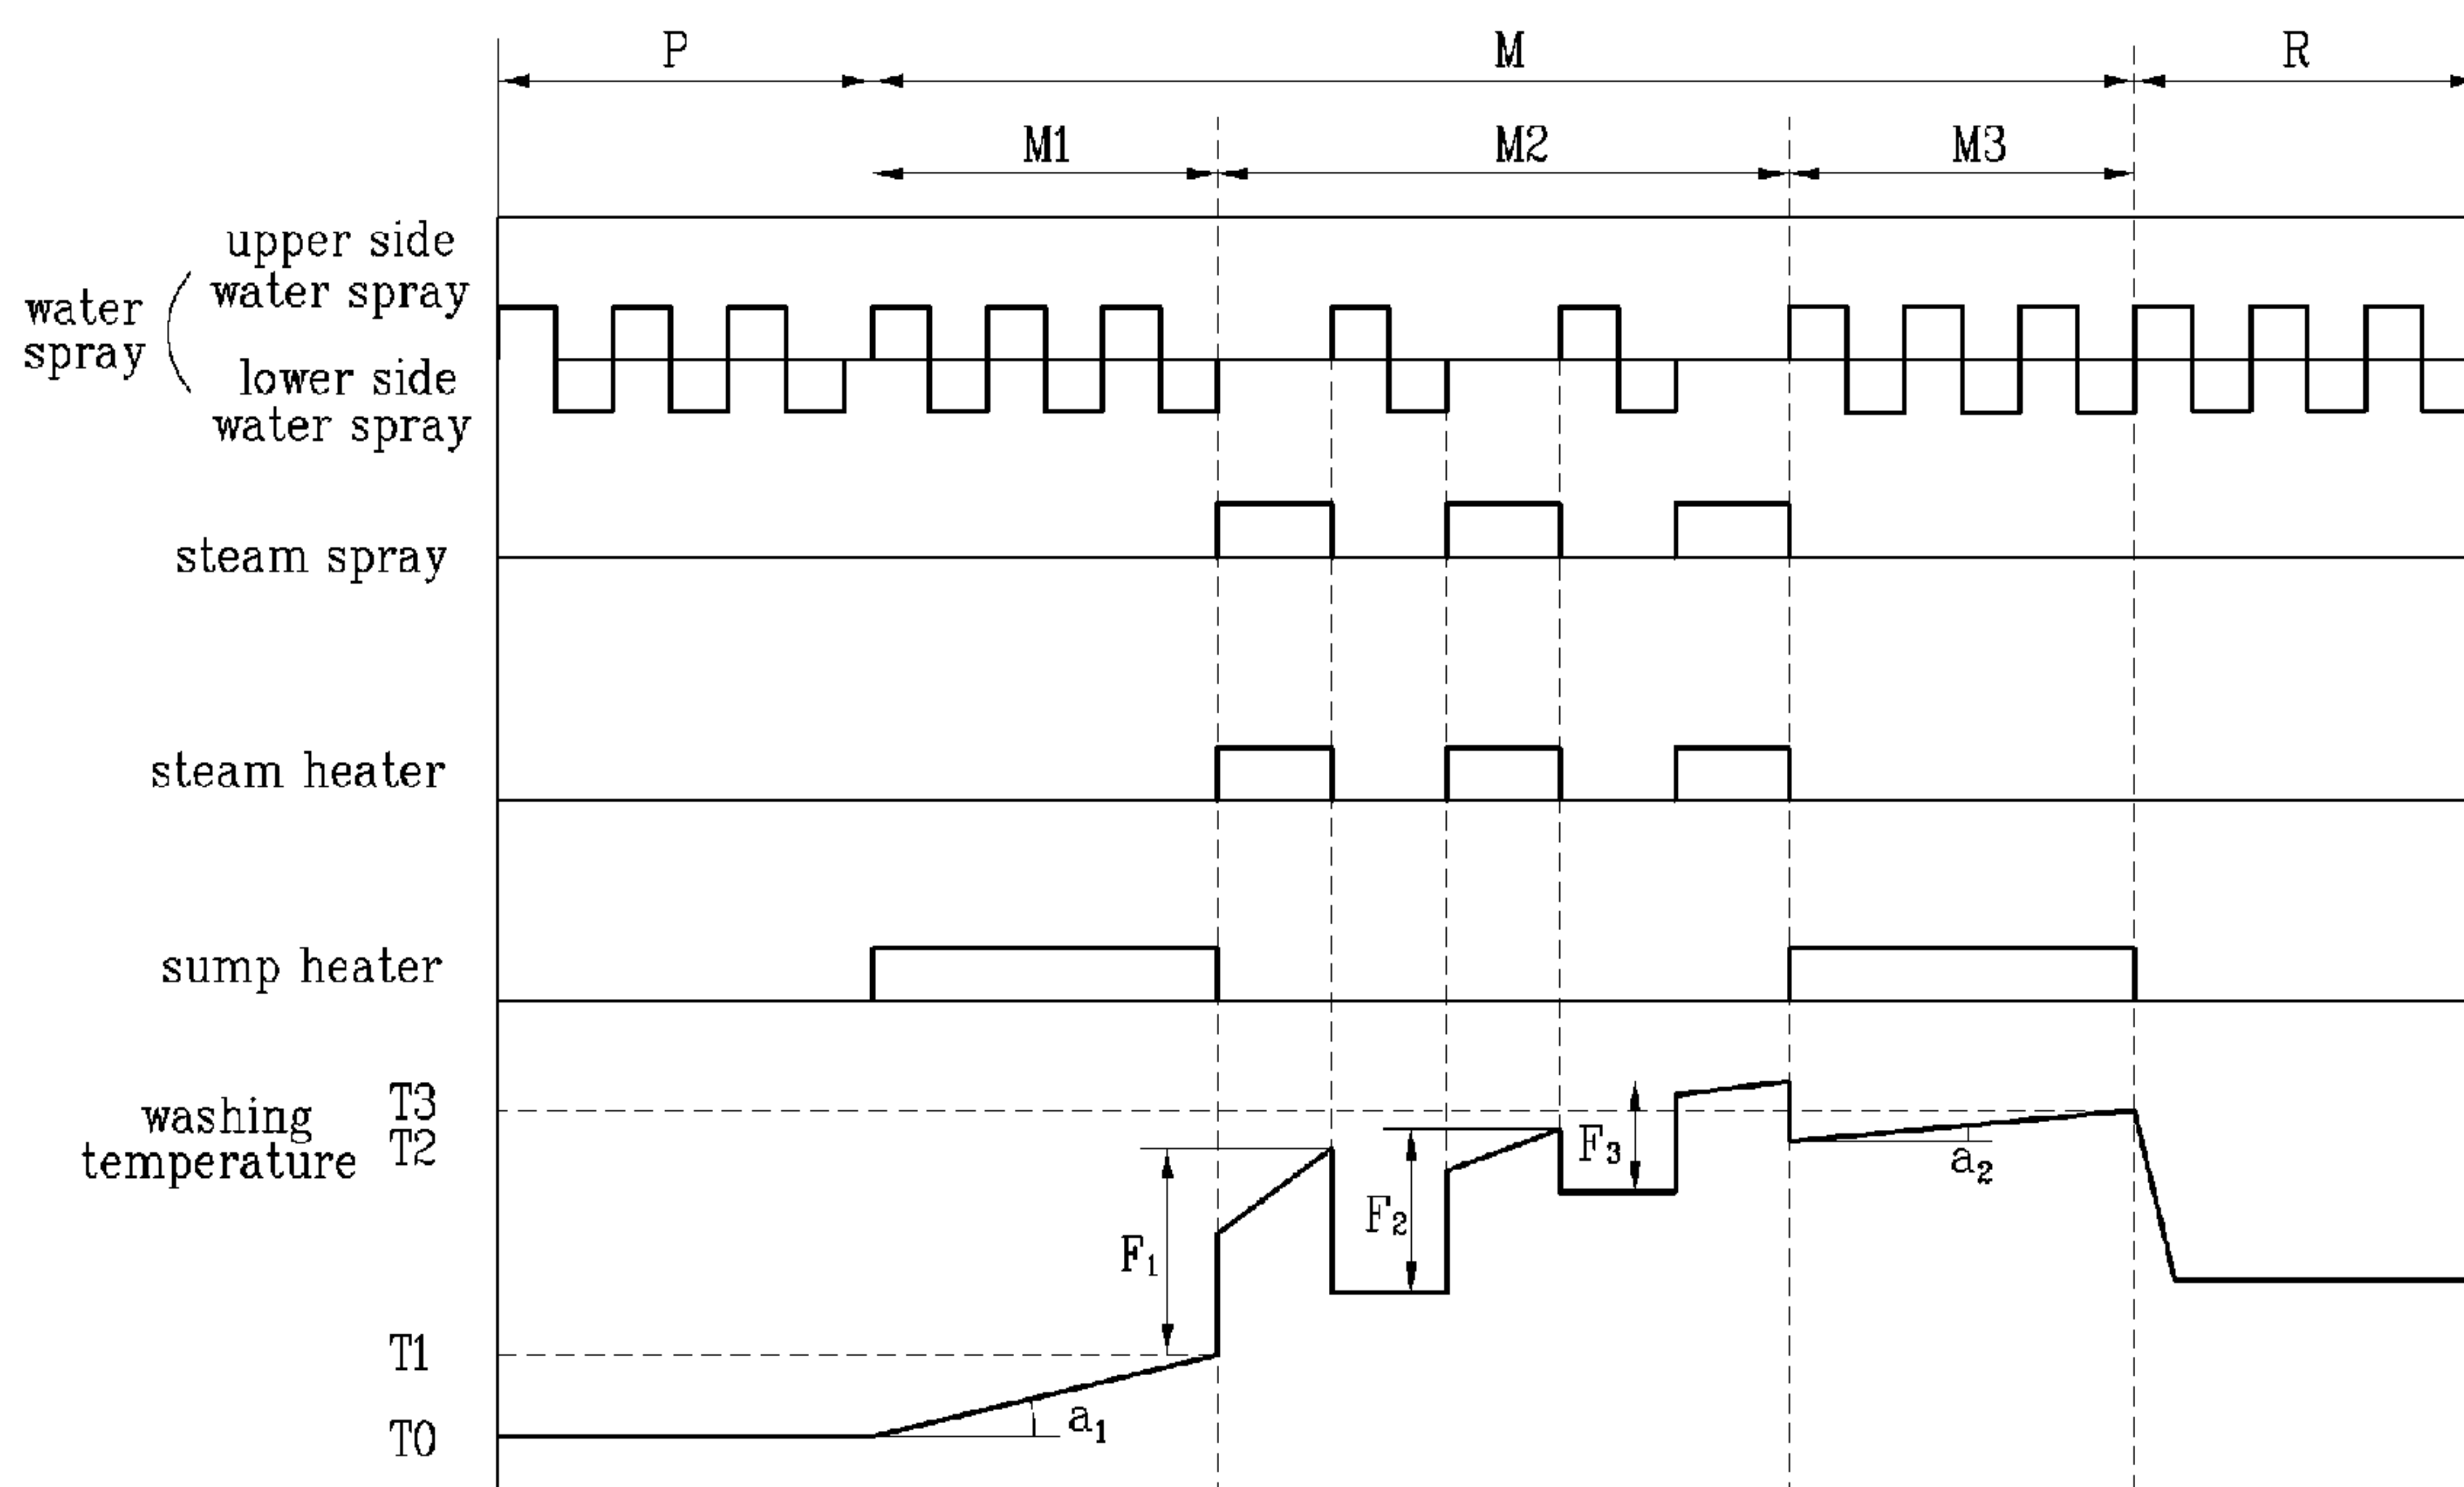 P
M
R
M1
M2
M3
upper side
water spray
water
spray
lower side
water spray
steam spray
steam heater
sump heater
washing
temperature
T3
T2
T1
T0
F1
F2
F3
a1
a2